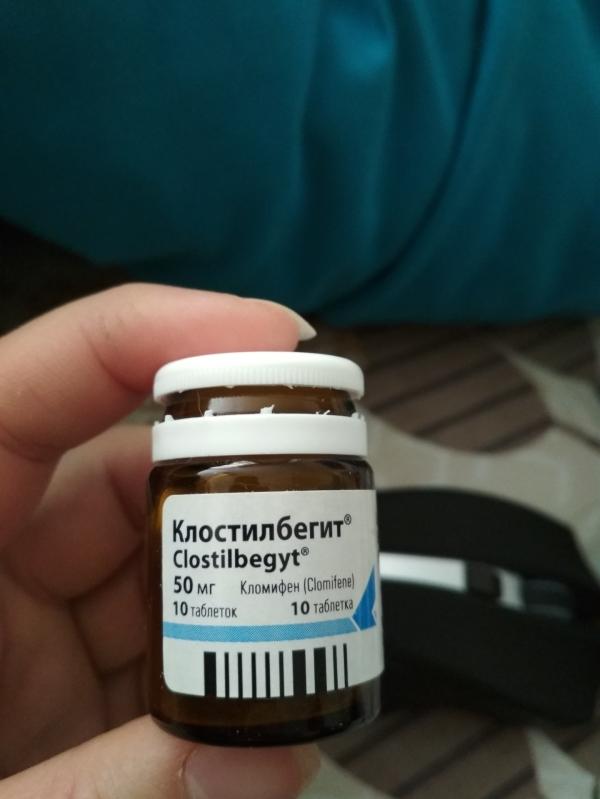 Клостилбегит®
Clostilbegyt®
50 мг Кломифен (Clomifene)
10 таблеток 10 таблетка